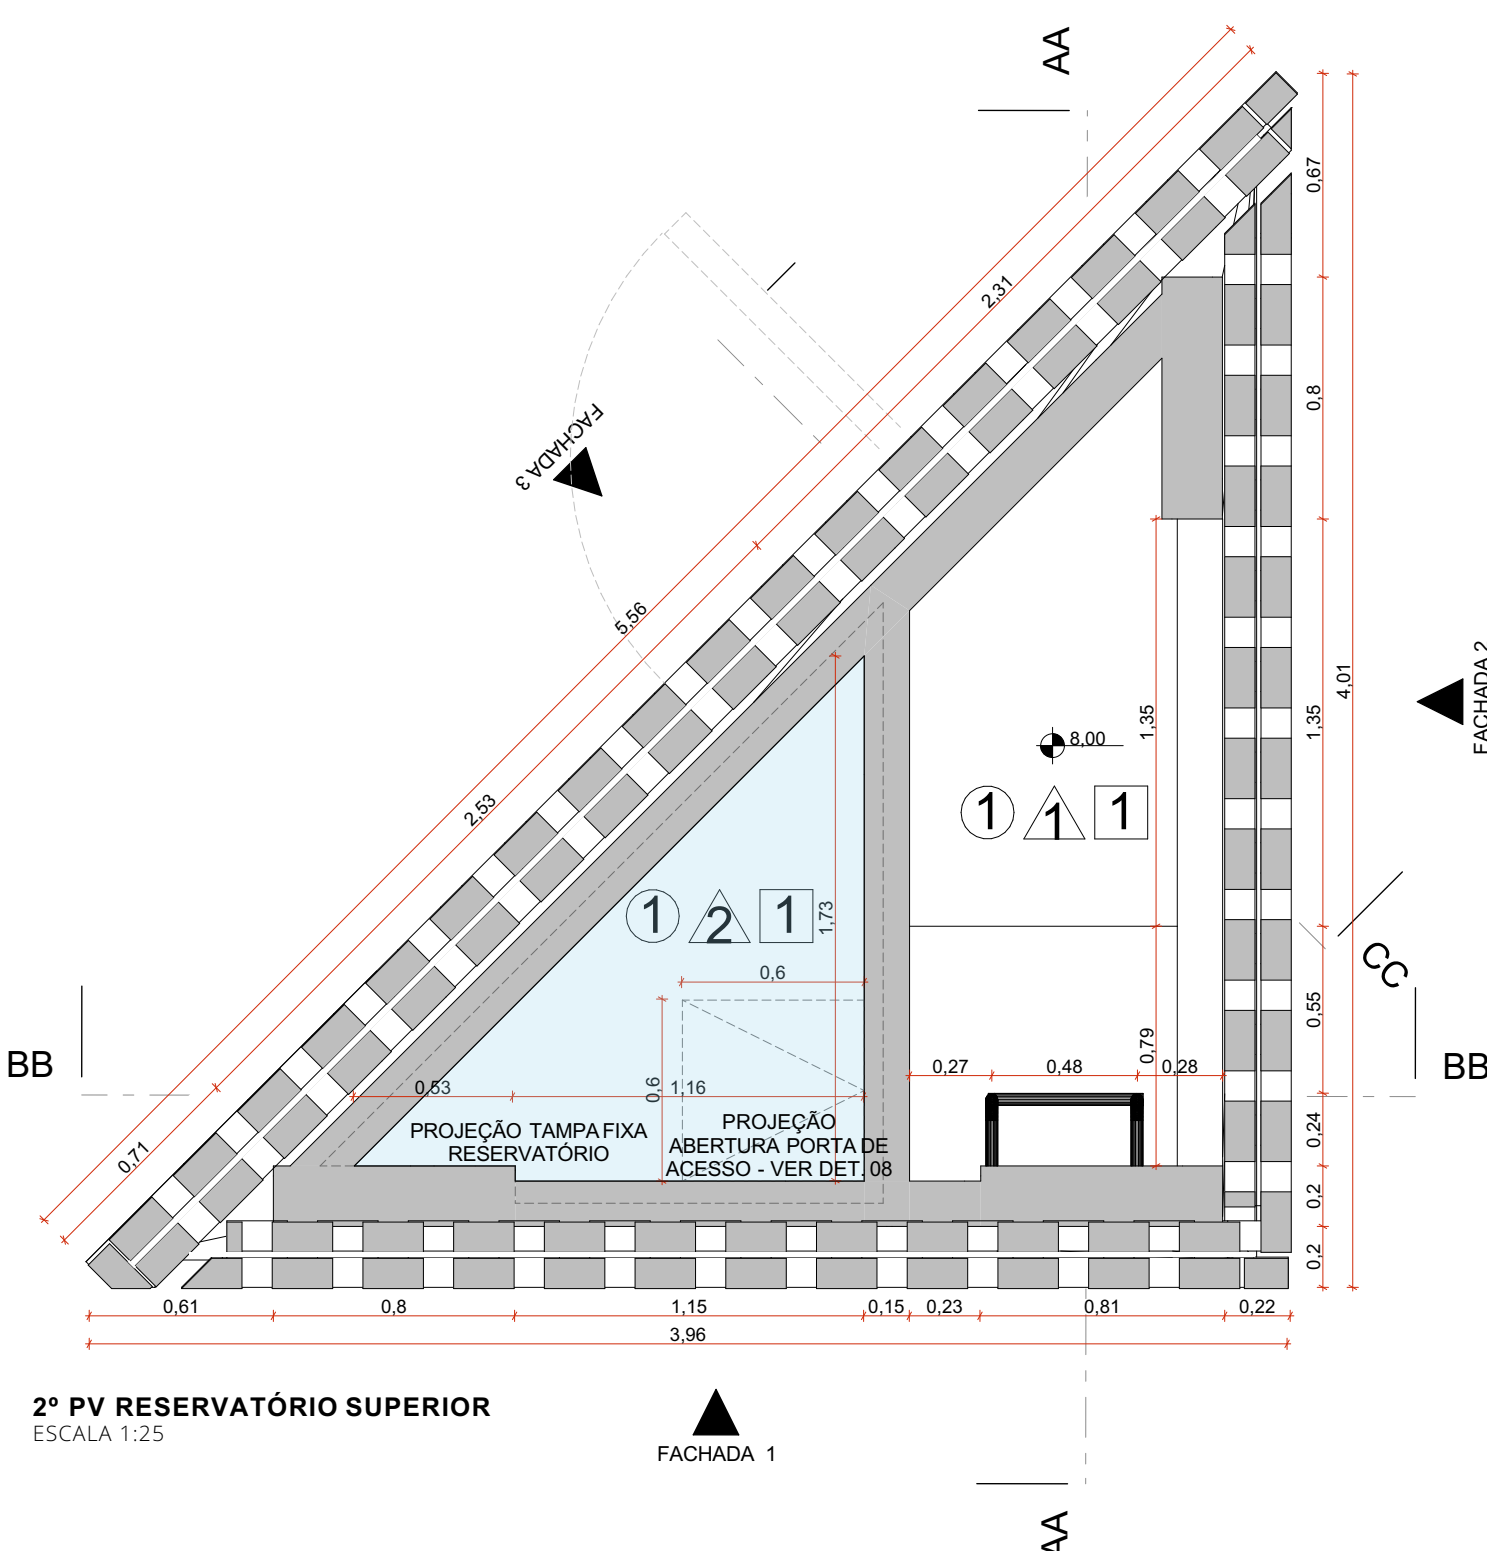 AA
0,67
2,31
0,8
FACHADA 3
5,56
4,01
FACHADA 2
1,35
1,35
8,00
2,53
1 1 1
1 2 1
1,73
CC
0,6
0,55
BB
0,79
BB
0,27
0,48
0,28
0,53
0,6
1,16
PROJEÇÃO TAMPA FIXA
RESERVATÓRIO
PROJEÇÃO
ABERTURA PORTA DE
ACESSO - VER DET. 08
0,24
0,71
0,2
0,2
0,61
0,8
1,15
0,15
0,23
0,81
0,22
3,96
2º PV RESERVATÓRIO SUPERIOR
ESCALA 1:25
FACHADA 1
AA